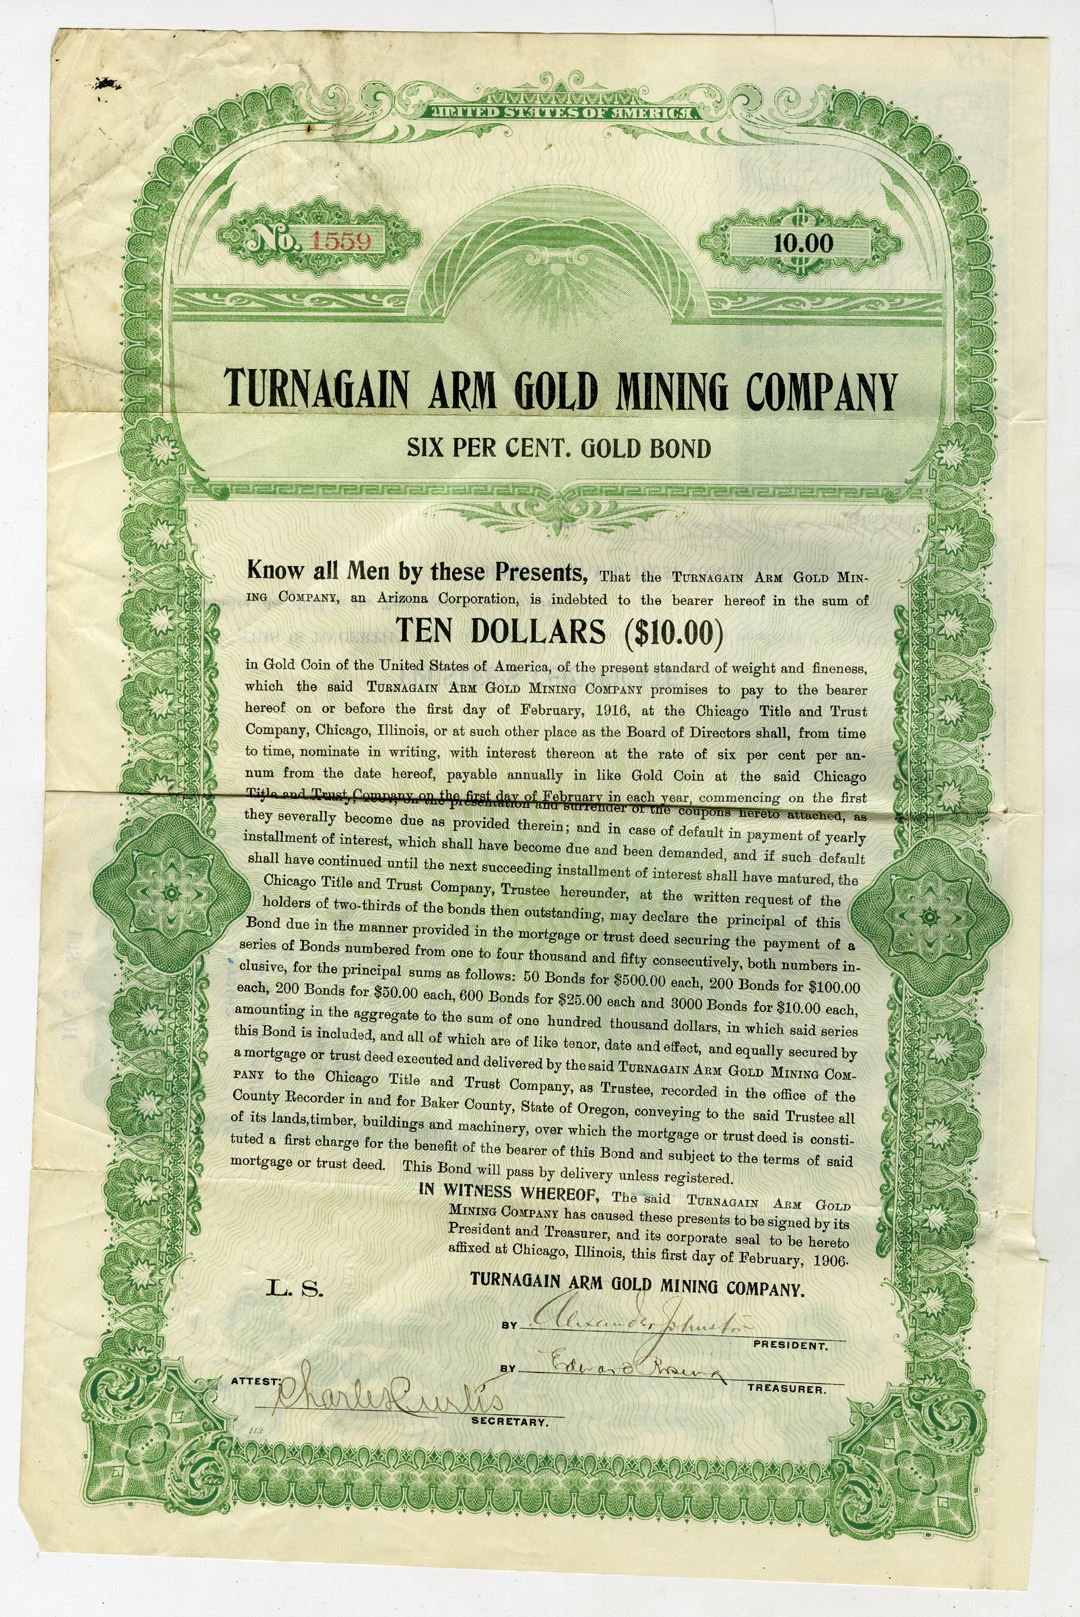 UNITED STATES OF AMERICA.
No. 1559
10.00
TURNAGAIN ARM GOLD MINING COMPANY
SIX PER CENT. GOLD BOND
Know all Men by these Presents, That the Turnagain Arm Gold Min-
ing Company, an Arizona Corporation, is indebted to the bearer hereof in the sum of
TEN DOLLARS ($10.00)
in Gold Coin of the United States of America, of the present standard of weight and fineness,
which the said Turnagain Arm Gold Mining Company promises to pay to the bearer
hereof on or before the first day of February, 1916, at the Chicago Title and Trust
Company, Chicago, Illinois, or at such other place as the Board of Directors shall, from time
to time, nominate in writing, with interest thereon at the rate of six per cent per an-
num from the date hereof, payable annually in like Gold Coin at the said Chicago
Title and Trust Company on the first day of February in each year, commencing on the first
on the presentation and surrender of the coupons hereto attached, as
they severally become due as provided therein; and in case of default in payment of yearly
installment of interest, which shall have become due and been demanded, and if such default
shall have continued until the next succeeding installment of interest shall have matured, the
Chicago Title and Trust Company, Trustee hereunder, at the written request of the
holders of two-thirds of the bonds then outstanding, may declare the principal of this
Bond due in the manner provided in the mortgage or trust deed securing the payment of a
series of Bonds numbered from one to four thousand and fifty consecutively, both numbers in-
clusive, for the principal sums as follows: 50 Bonds for $500.00 each, 200 Bonds for $100.00
each, 200 Bonds for $50.00 each, 600 Bonds for $25.00 each and 3000 Bonds for $10.00 each,
amounting in the aggregate to the sum of one hundred thousand dollars, in which said series
this Bond is included, and all of which are of like tenor, date and effect, and equally secured by
a mortgage or trust deed executed and delivered by the said Turnagain Arm Gold Mining Com-
pany to the Chicago Title and Trust Company, as Trustee, recorded in the office of the
County Recorder in and for Baker County, State of Oregon, conveying to the said Trustee all
of its lands, timber, buildings and machinery, over which the mortgage or trust deed is consti-
tuted a first charge for the benefit of the bearer of this Bond and subject to the terms of said
mortgage or trust deed. This Bond will pass by delivery unless registered.
IN WITNESS WHEREOF, The said Turnagain Arm Gold
Mining Company has caused these presents to be signed by its
President and Treasurer, and its corporate seal to be hereto
affixed at Chicago, Illinois, this first day of February, 1906.
L. S.
TURNAGAIN ARM GOLD MINING COMPANY.
BY Alexander Johnston
PRESIDENT.
BY Edward Rosing
TREASURER.
ATTEST: Charles Curtis
SECRETARY.
113